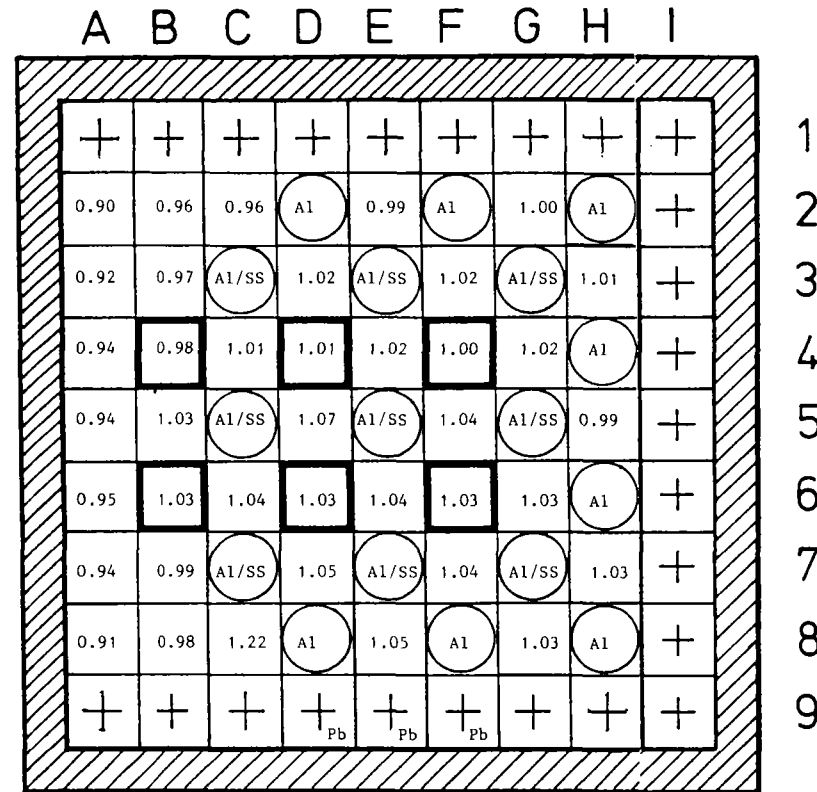 A B C D E F G H I
1
0.90 0.96 0.96 Al 0.99 Al 1.00 Al 2
0.92 0.97 Al/SS 1.02 Al/SS 1.02 Al/SS 1.01 3
0.94 0.98 1.01 1.01 1.02 1.00 1.02 Al 4
0.94 1.03 Al/SS 1.07 Al/SS 1.04 Al/SS 0.99 5
0.95 1.03 1.04 1.03 1.04 1.03 1.03 Al 6
0.94 0.99 Al/SS 1.05 Al/SS 1.04 Al/SS 1.03 7
0.91 0.98 1.22 Al 1.05 Al 1.03 Al 8
Pb Pb Pb 9